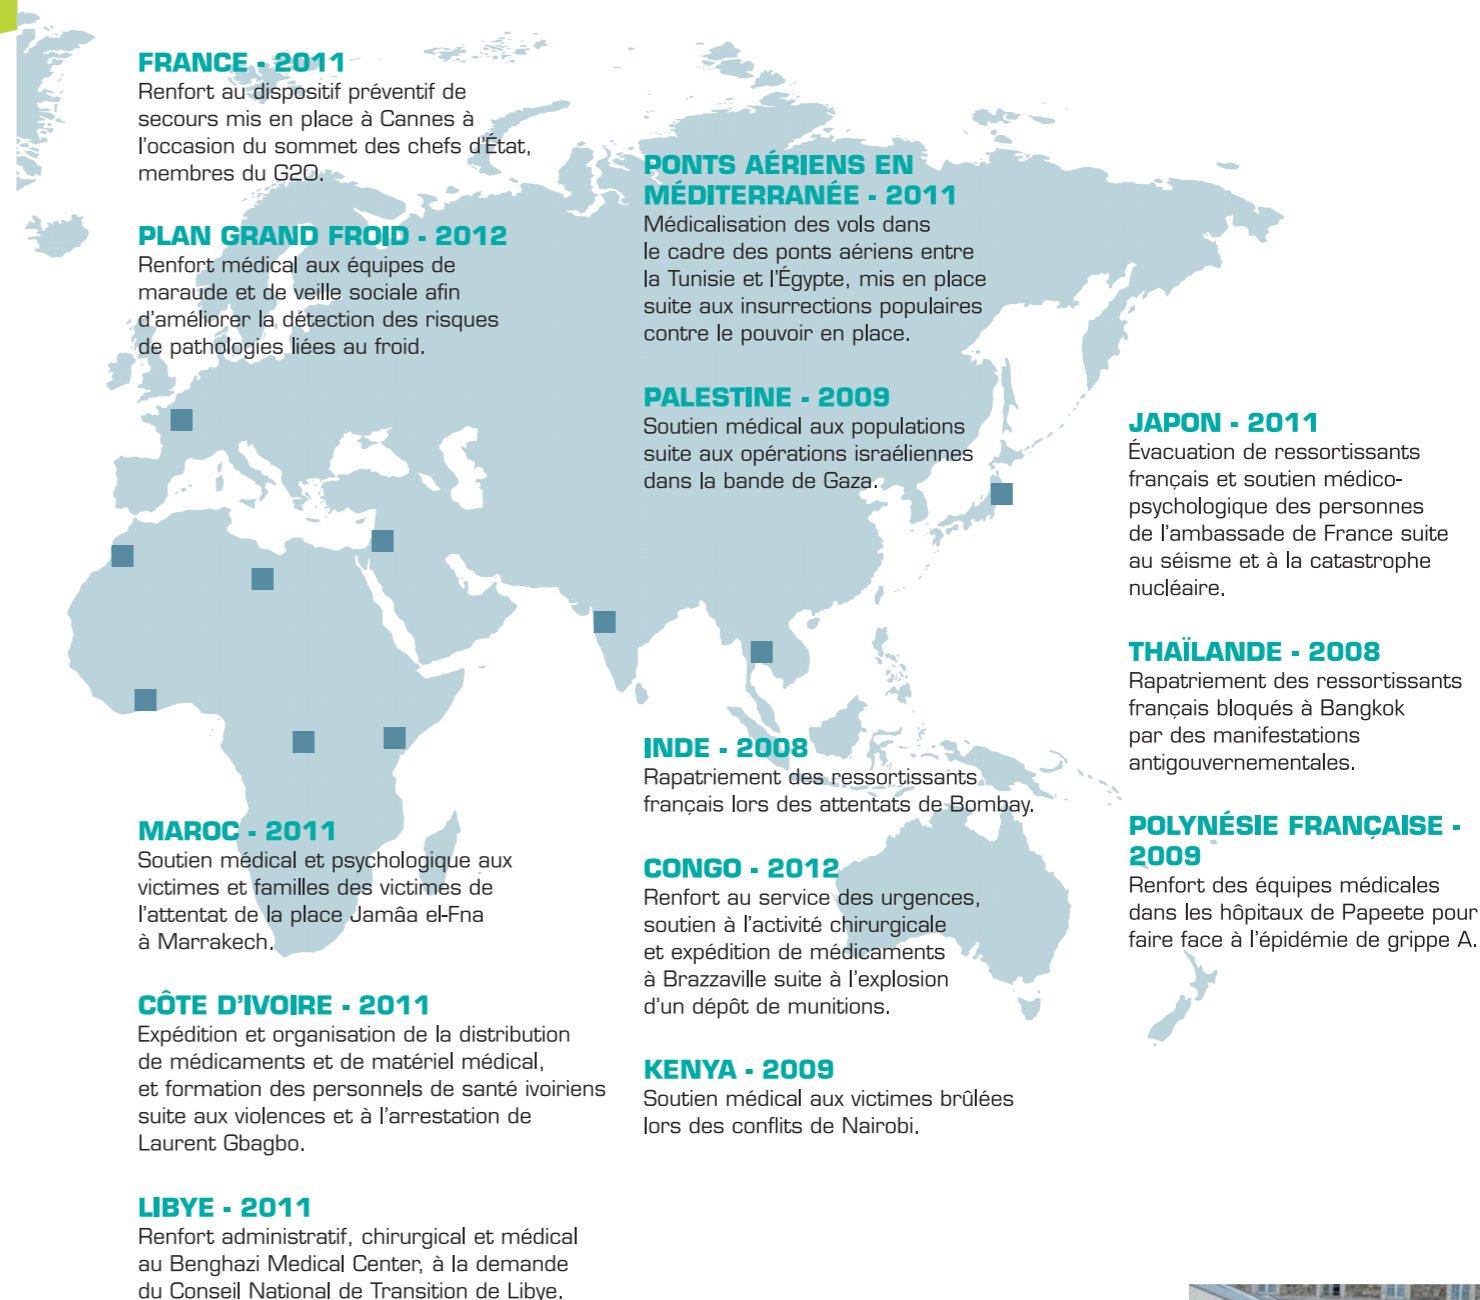 FRANCE - 2011
Renfort au dispositif préventif de
secours mis en place à Cannes à
l'occasion du sommet des chefs d'État,
membres du G20.
PLAN GRAND FROID - 2012
Renfort médical aux équipes de
maraude et de veille sociale afin
d'améliorer la détection des risques
de pathologies liées au froid.
MAROC - 2011
Soutien médical et psychologique aux
victimes et familles des victimes de
l'attentat de la place Jamâa el-Fna
à Marrakech.
CÔTE D'IVOIRE - 2011
Expédition et organisation de la distribution
de médicaments et de matériel médical,
et formation des personnels de santé ivoiriens
suite aux violences et à l'arrestation de
Laurent Gbagbo.
LIBYE - 2011
Renfort administratif, chirurgical et médical
au Benghazi Medical Center, à la demande
du Conseil National de Transition de Libye.
PONTS AÉRIENS EN
MÉDITERRANÉE - 2011
Médicalisation des vols dans
le cadre des ponts aériens entre
la Tunisie et l'Égypte, mis en place
suite aux insurrections populaires
contre le pouvoir en place.
PALESTINE - 2009
Soutien médical aux populations
suite aux opérations israéliennes
dans la bande de Gaza.
INDE - 2008
Rapatriement des ressortissants
français lors des attentats de Bombay.
CONGO - 2012
Renfort au service des urgences,
soutien à l'activité chirurgicale
et expédition de médicaments
à Brazzaville suite à l'explosion
d'un dépôt de munitions.
KENYA - 2009
Soutien médical aux victimes brûlées
lors des conflits de Nairobi.
JAPON - 2011
Évacuation de ressortissants
français et soutien médico-
psychologique des personnes
de l'ambassade de France suite
au séisme et à la catastrophe
nucléaire.
THAÏLANDE - 2008
Rapatriement des ressortissants
français bloqués à Bangkok
par des manifestations
antigouvernementales.
POLYNÉSIE FRANÇAISE -
2009
Renfort des équipes médicales
dans les hôpitaux de Papeete pour
faire face à l'épidémie de grippe A.